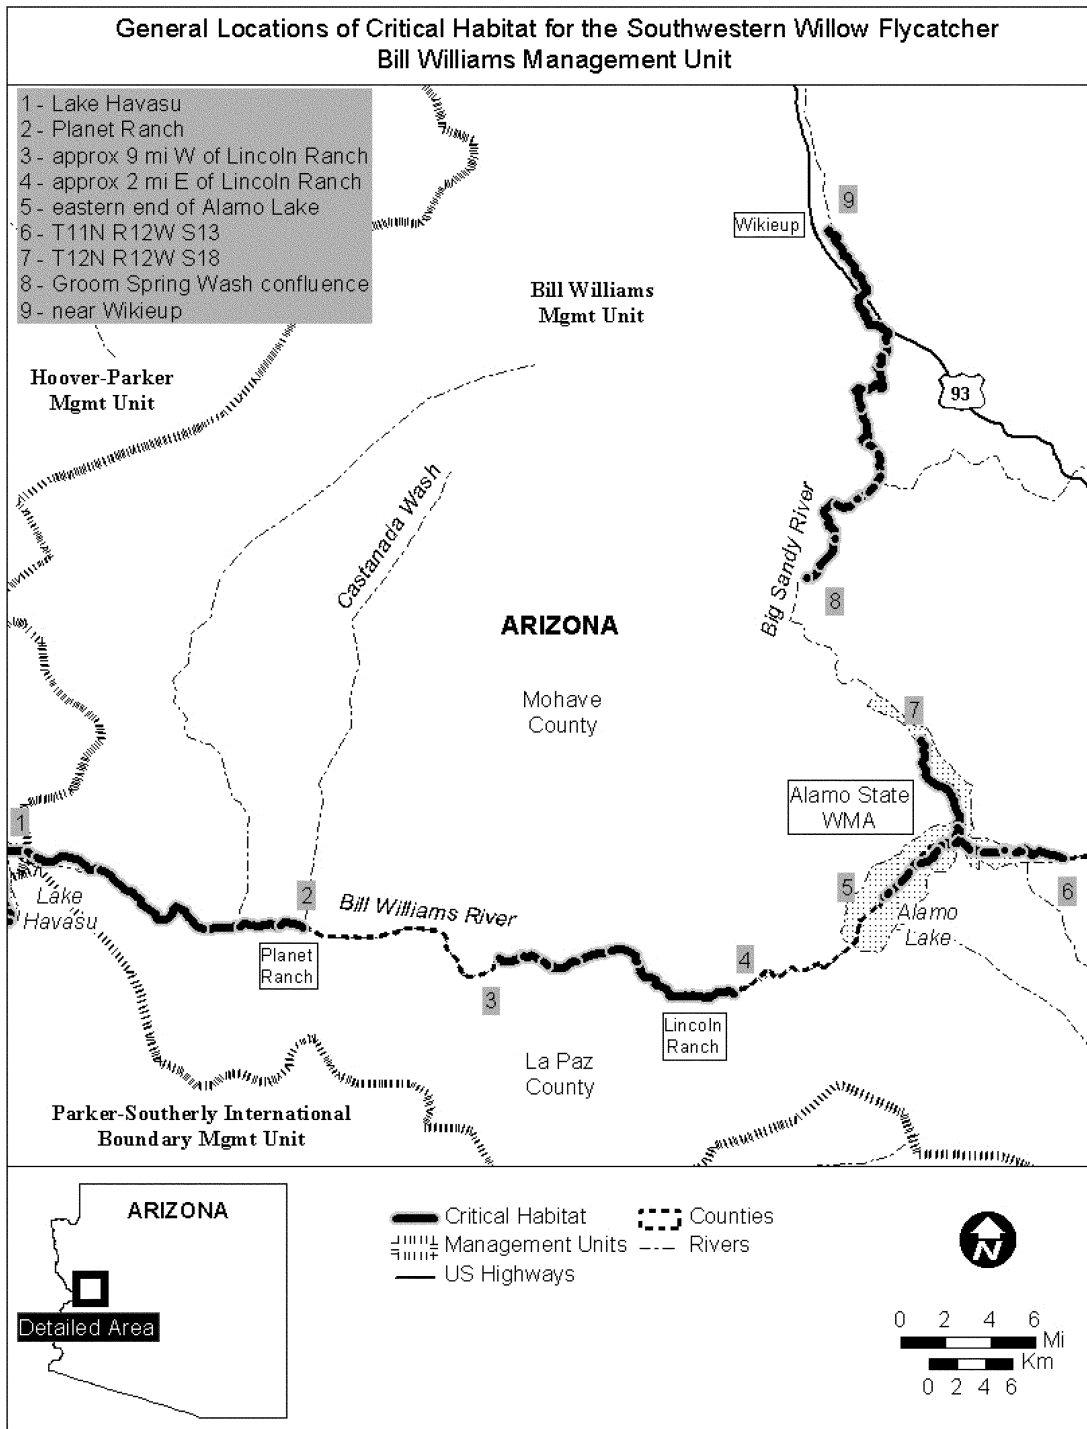 General Locations of Critical Habitat for the Southwestern Willow Flycatcher
Bill Williams Management Unit
1 - Lake Havasu
2 - Planet Ranch
3 - approx 9 mi W of Lincoln Ranch
4 - approx 2 mi E of Lincoln Ranch
5 - eastern end of Alamo Lake
6 - T11N R12W S13
7 - T12N R12W S18
8 - Groom Spring Wash confluence
9 - near Wikieup
9
Wikieup
Bill Williams
Mgmt Unit
Hoover-Parker
Mgmt Unit
93
Castanada Wash
Big Sandy River
8
ARIZONA
Mohave
County
7
Alamo State
WMA
1
Lake
Havasu
2
Bill Williams River
5
6
Alamo
Lake
Planet
Ranch
3
4
Lincoln
Ranch
La Paz
County
Parker-Southerly International
Boundary Mgmt Unit
ARIZONA
Detailed Area
Critical Habitat
Counties
Management Units
Rivers
US Highways
N
0 2 4 6
Mi
Km
0 2 4 6